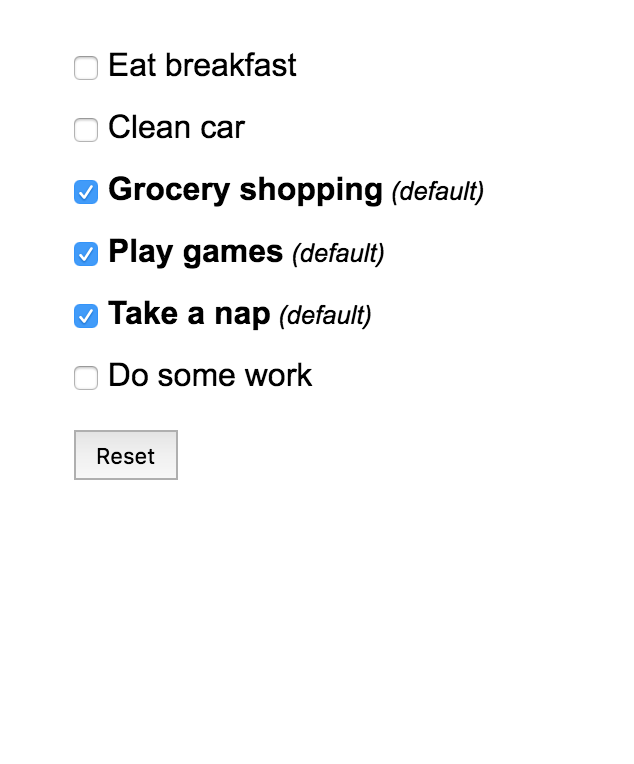 Eat breakfast
Clean car
Grocery shopping (default)
Play games (default)
Take a nap (default)
Do some work
Reset